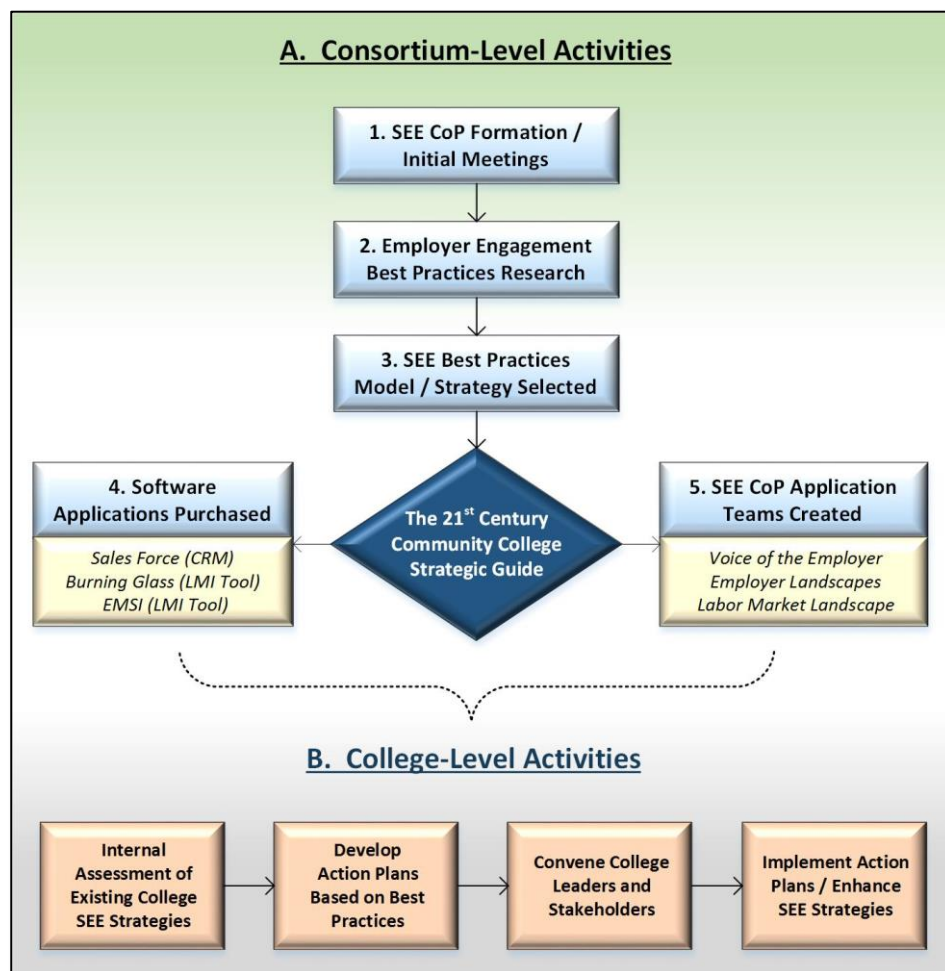 A. Consortium-Level Activities
1. SEE CoP Formation /
Initial Meetings
2. Employer Engagement
Best Practices Research
3. SEE Best Practices
Model / Strategy Selected
4. Software
Applications Purchased
Sales Force (CRM)
Burning Glass (LMI Tool)
EMSI (LMI Tool)
The 21st Century
Community College
Strategic Guide
5. SEE CoP Application
Teams Created
Voice of the Employer
Employer Landscapes
Labor Market Landscape
B. College-Level Activities
Internal
Assessment of
Existing College
SEE Strategies
Develop
Action Plans
Based on Best
Practices
Convene College
Leaders and
Stakeholders
Implement Action
Plans / Enhance
SEE Strategies